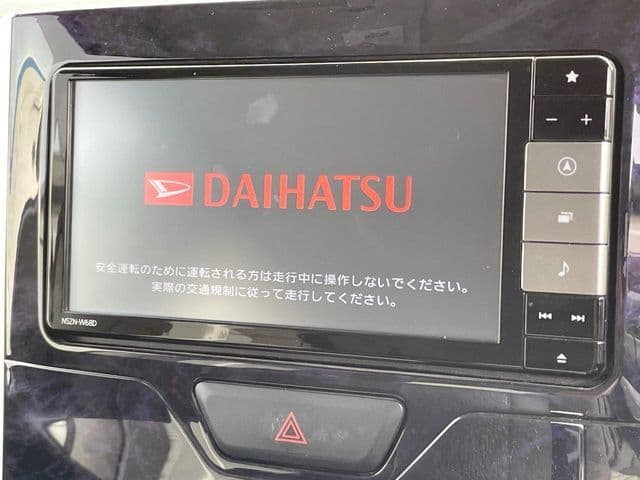 DAIHATSU
安全運転のために運転される方は走行中に操作しないでください。
実際の交通規制に従って走行してください。
NSZN-W68D